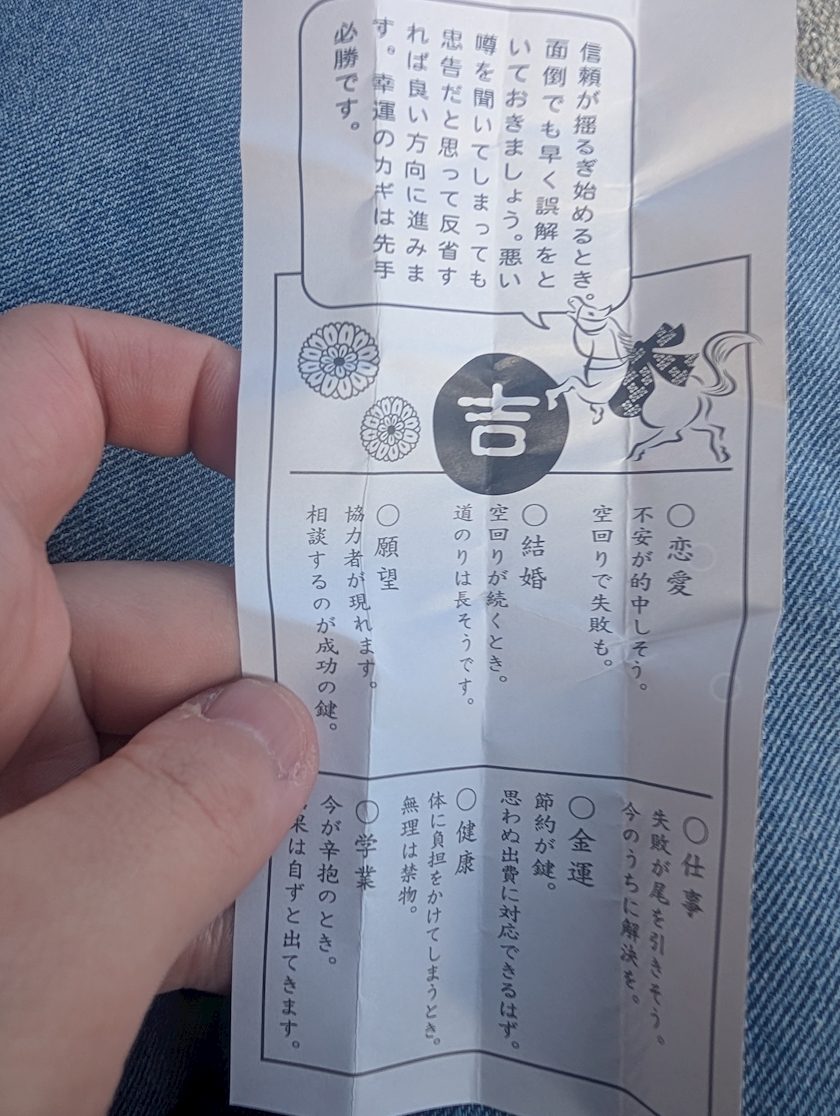 信頼が揺るぎ始めるとき。
面倒でも早く誤解をと
いておきましょう。悪い
噂を聞いてしまっても
忠告だと思って反省す
れば良い方向に進みま
す。幸運のカギは先手
必勝です。
吉
○恋愛
不安が的中しそう。
空回りで失敗も。
○結婚
空回りが続くとき。
道のりは長そうです。
○願望
協力者が現れます。
相談するのが成功の鍵。
○仕事
失敗が尾を引きそう。
今のうちに解決を。
○金運
節約が鍵。
思わぬ出費に対応できるはず。
○健康
体に負担をかけてしまうとき。
無理は禁物。
○学業
今が辛抱のとき。
果は自ずと出てきます。